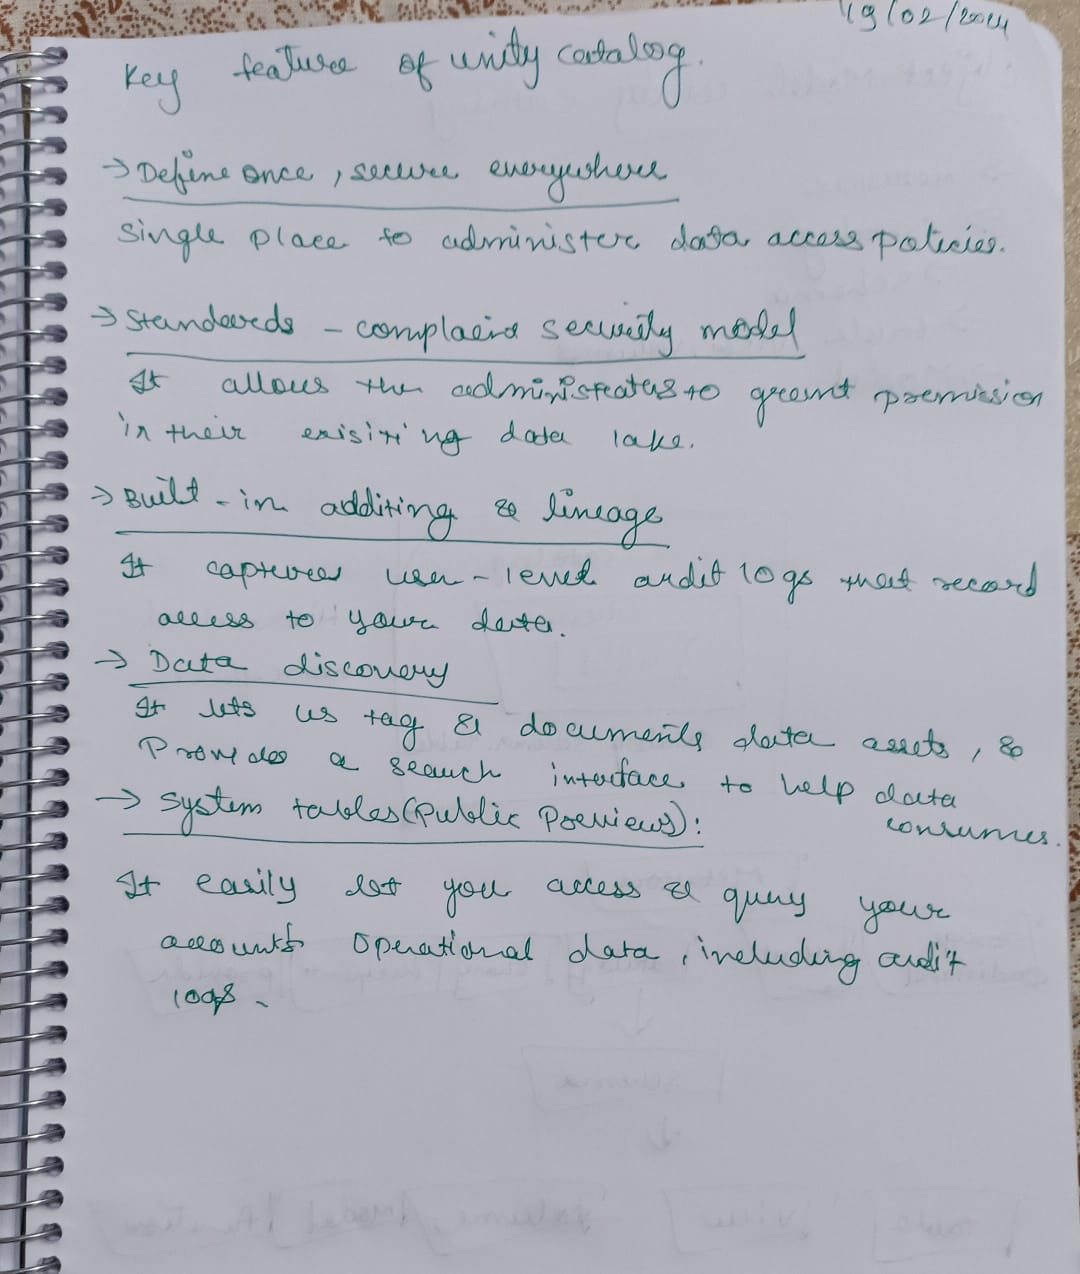 19/02/2024
Key feature of unity catalog.
→ Define once, secure everywhere
Single place to administer data access policies.
→ Standards - complaint security model
It allows the administrators to grant premission
in their exisiting data lake.
→ Built-in additing & lineage
It captures user-level audit logs that record
access to your data.
→ Data discovery
It lets us tag & documents data assets, &
Provides a search interface to help data
consumes.
→ System tables (Public Previews):
It easily let you access & query your
accounts operational data, including audit
logs.